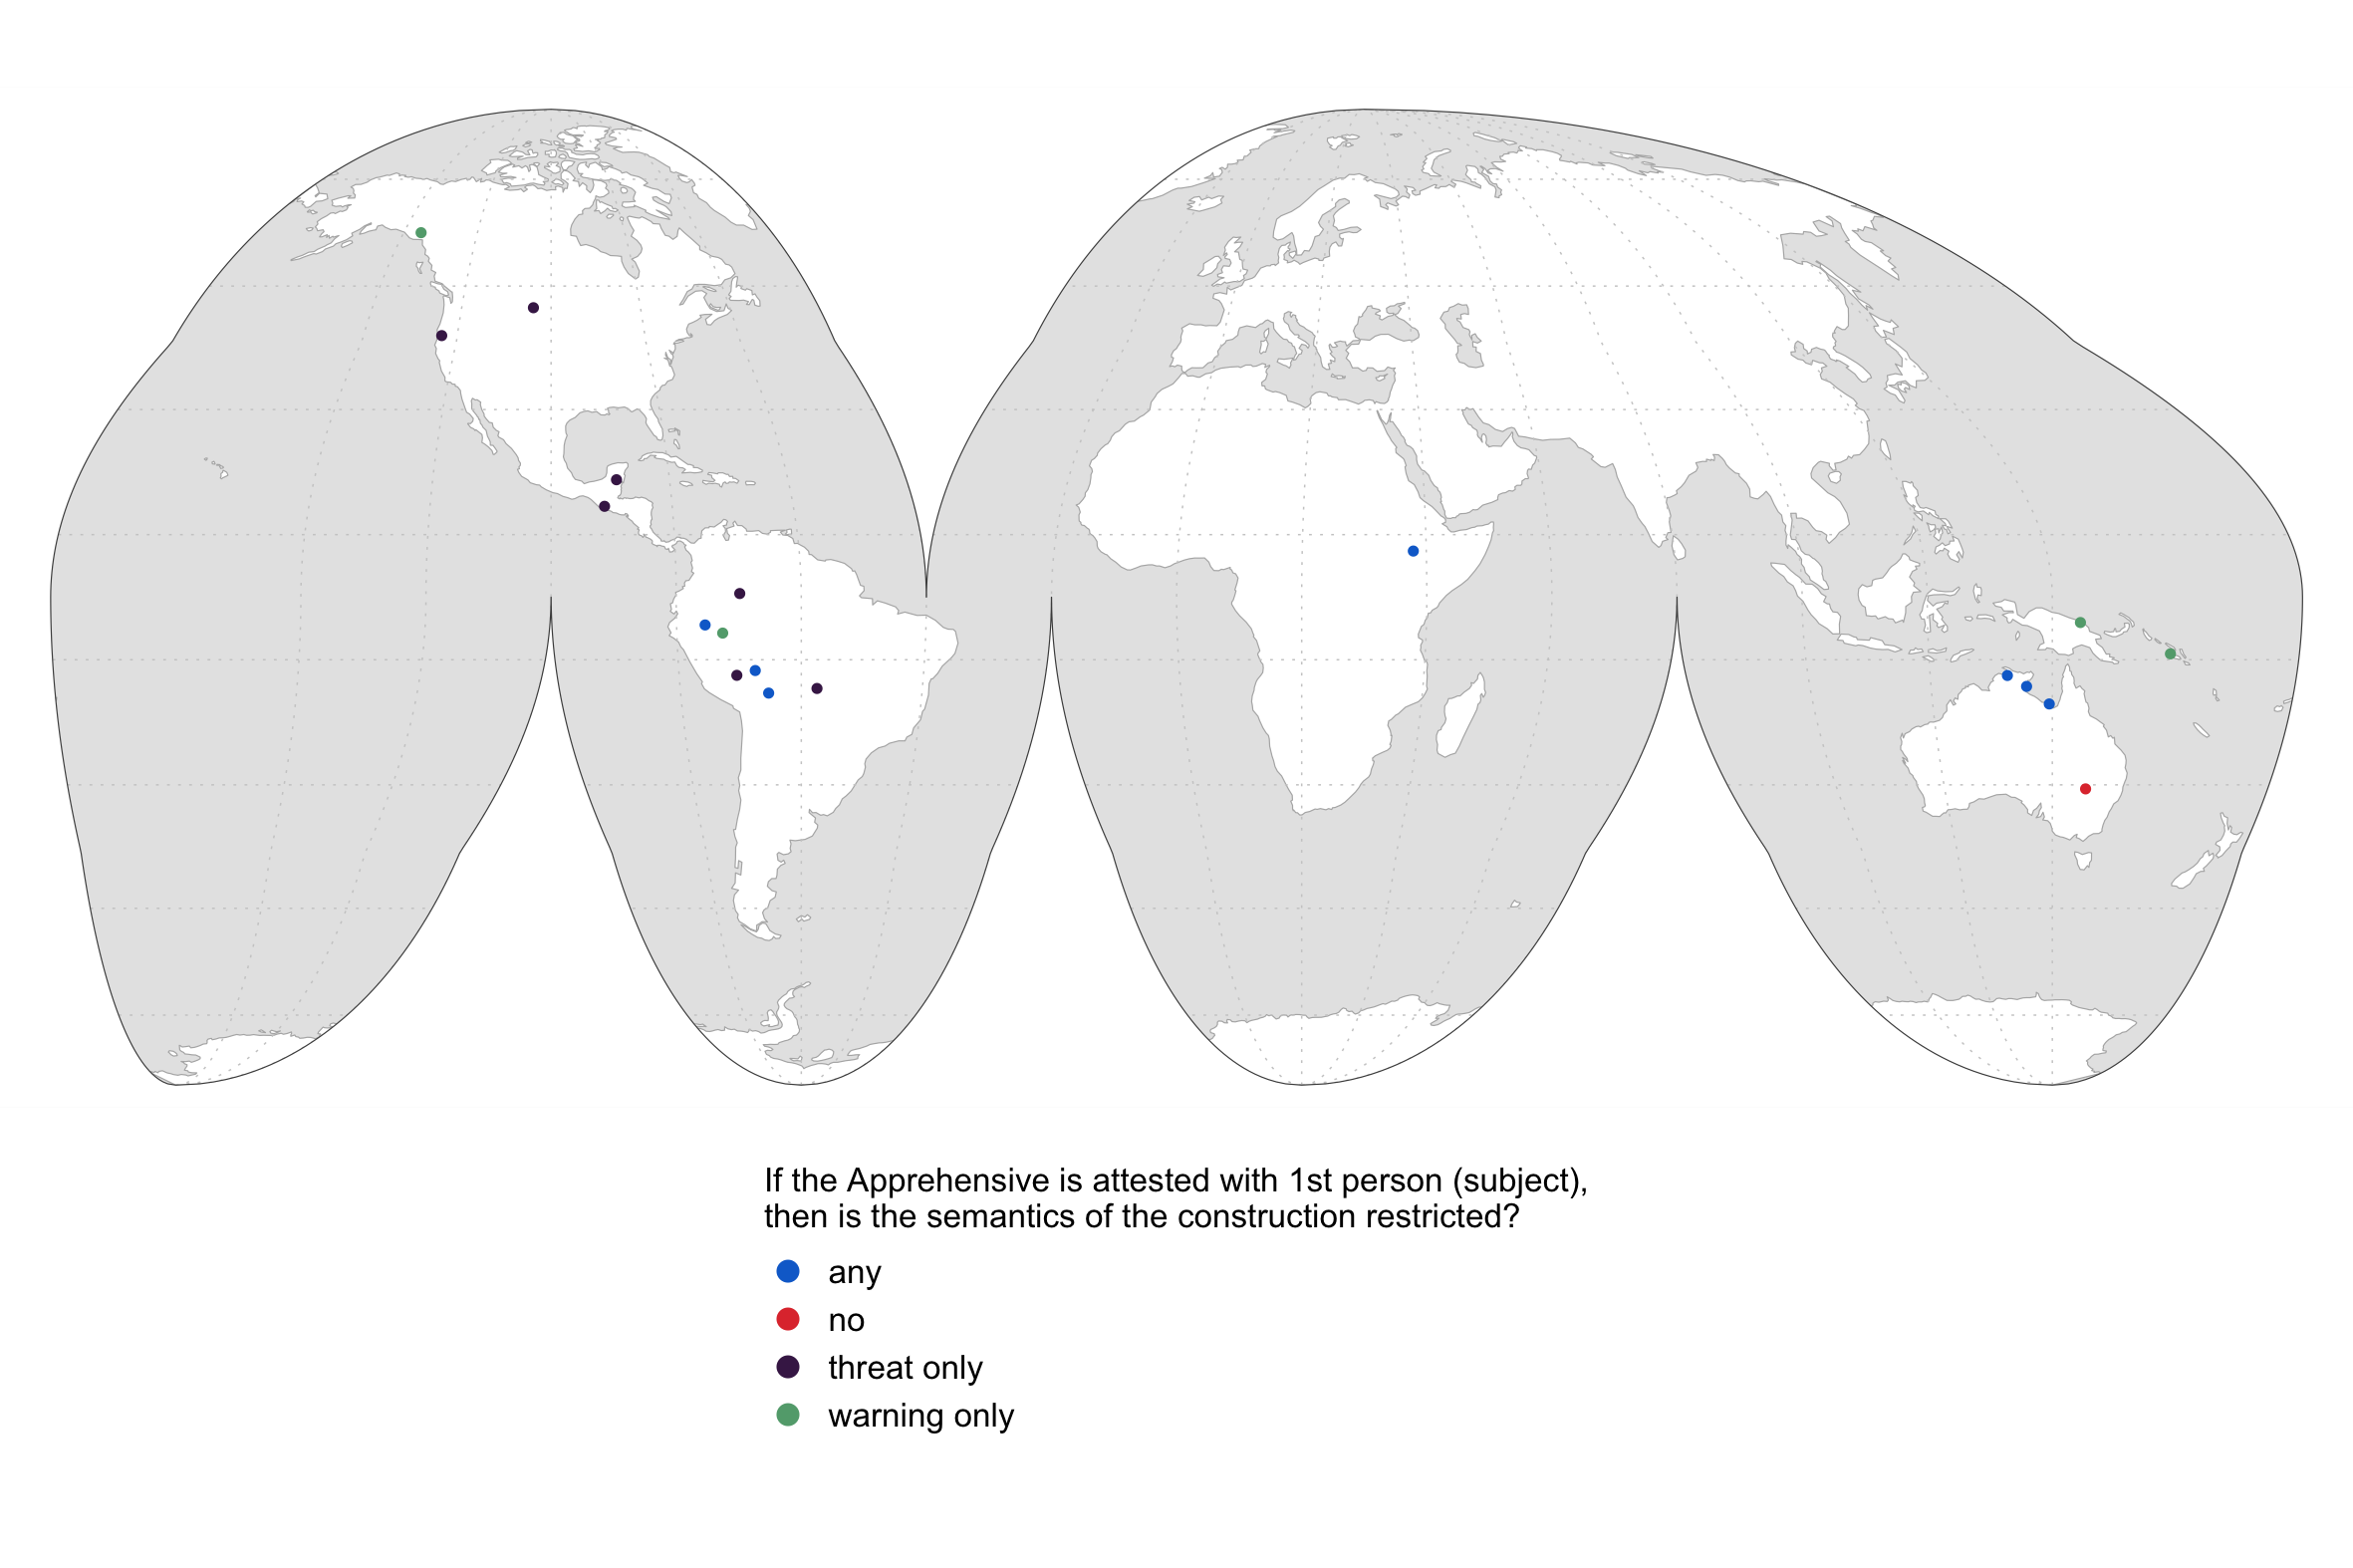 If the Apprehensive is attested with 1st person (subject),
then is the semantics of the construction restricted?
any
no
threat only
warning only